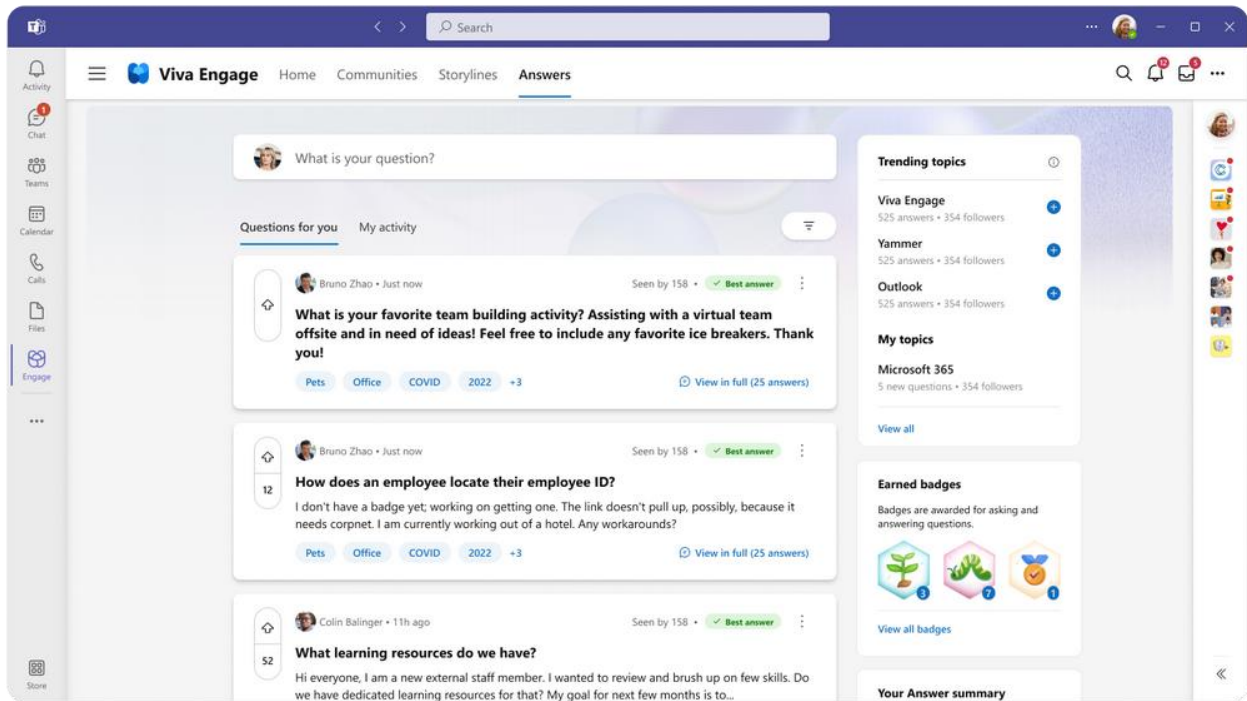 Search
Activity
1
Chat
Teams
Calendar
Calls
Files
Engage
Store
Viva Engage
Home
Communities
Storylines
Answers
12
5
What is your question?
Questions for you
My activity
Bruno Zhao • Just now
Seen by 158 •
Best answer
What is your favorite team building activity? Assisting with a virtual team
offsite and in need of ideas! Feel free to include any favorite ice breakers. Thank
you!
Pets
Office
COVID
2022
+3
View in full (25 answers)
12
Bruno Zhao • Just now
Seen by 158 •
Best answer
How does an employee locate their employee ID?
I don't have a badge yet; working on getting one. The link doesn't pull up, possibly, because it
needs corpnet. I am currently working out of a hotel. Any workarounds?
Pets
Office
COVID
2022
+3
View in full (25 answers)
52
Colin Balinger • 11h ago
Seen by 158 •
Best answer
What learning resources do we have?
Hi everyone, I am a new external staff member. I wanted to review and brush up on few skills. Do
we have dedicated learning resources for that? My goal for next few months is to...
Trending topics
Viva Engage
525 answers • 354 followers
Yammer
525 answers • 354 followers
Outlook
525 answers • 354 followers
My topics
Microsoft 365
5 new questions • 354 followers
View all
Earned badges
Badges are awarded for asking and
answering questions.
3
7
1
View all badges
Your Answer summary